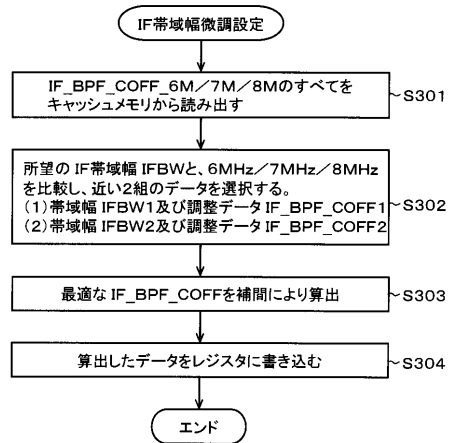 IF帯域幅微調設定
IF_BPF_COFF_6M／7M／8Mのすべてを
キャッシュメモリから読み出す
S301
所望のIF帯域幅IFBWと、6MHz／7MHz／8MHz
を比較し、近い2組のデータを選択する。
(1)帯域幅IFBW1及び調整データIF_BPF_COFF1
(2)帯域幅IFBW2及び調整データIF_BPF_COFF2
S302
最適なIF_BPF_COFFを補間により算出
S303
算出したデータをレジスタに書き込む
S304
エンド